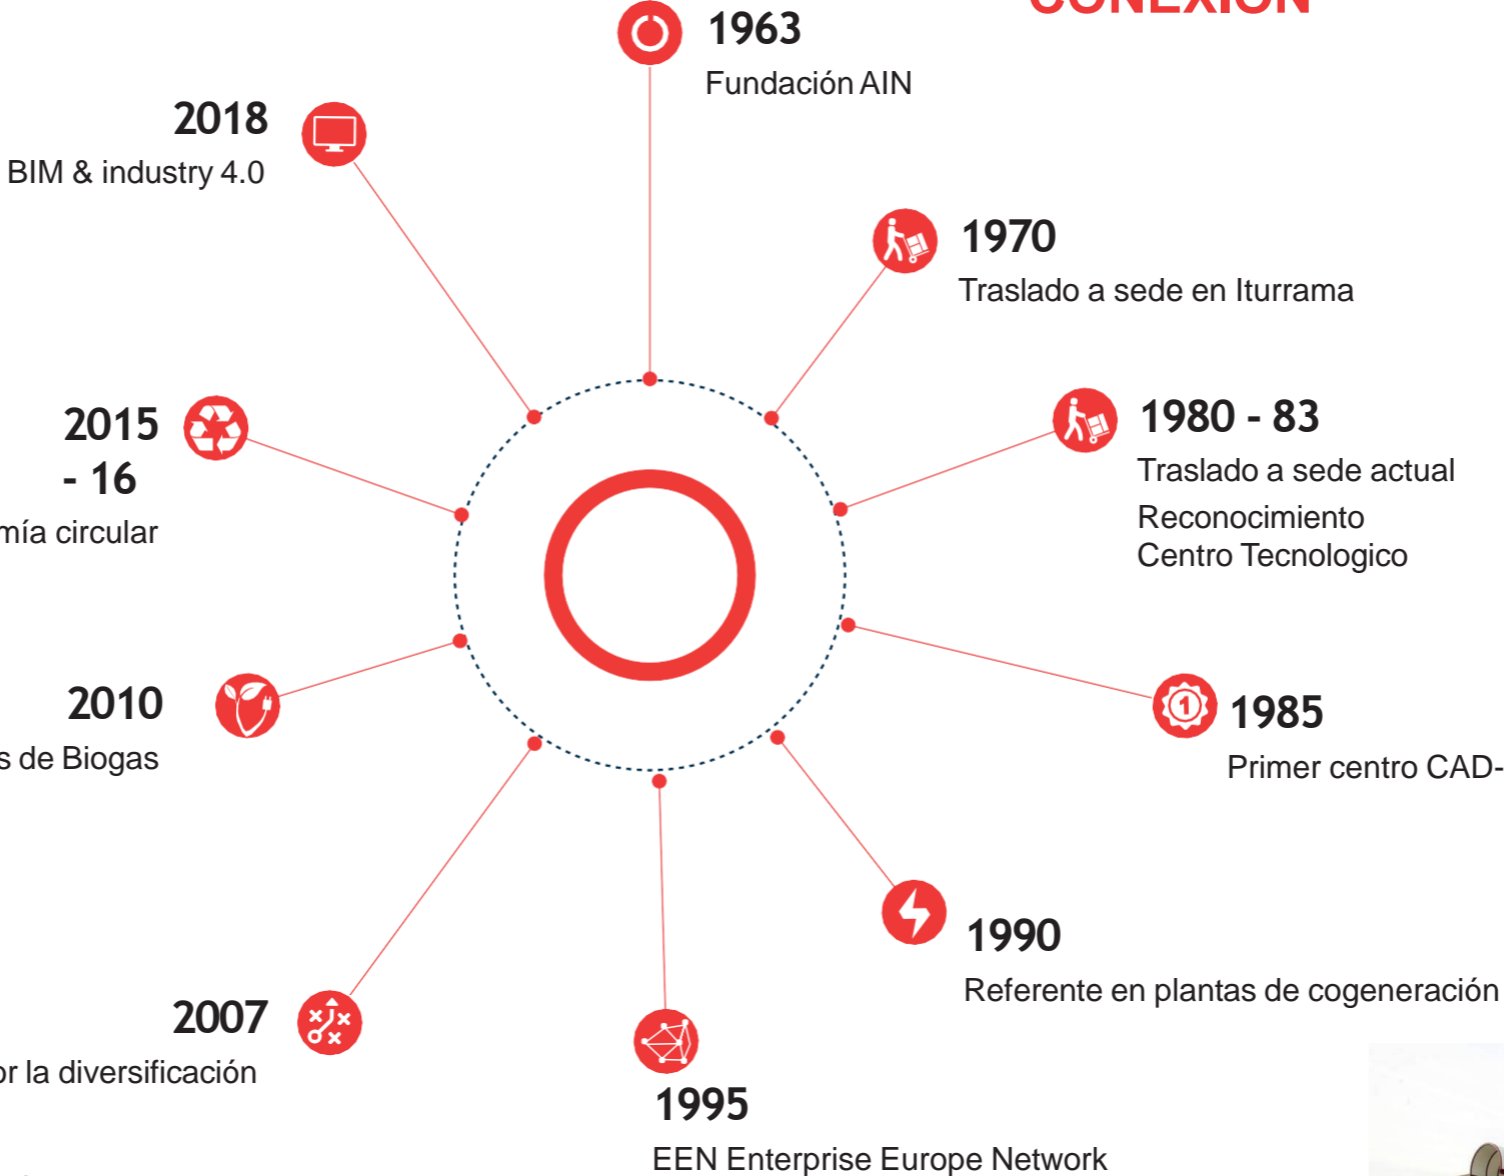 CONEXIÓN
1963
Fundación AIN
2018
BIM & industry 4.0
1970
Traslado a sede en Iturrama
1980 - 83
Traslado a sede actual
Reconocimiento
Centro Tecnologico
2015
- 16
mía circular
2010
s de Biogas
1985
Primer centro CAD-
1990
Referente en plantas de cogeneración
2007
or la diversificación
1995
EEN Enterprise Europe Network